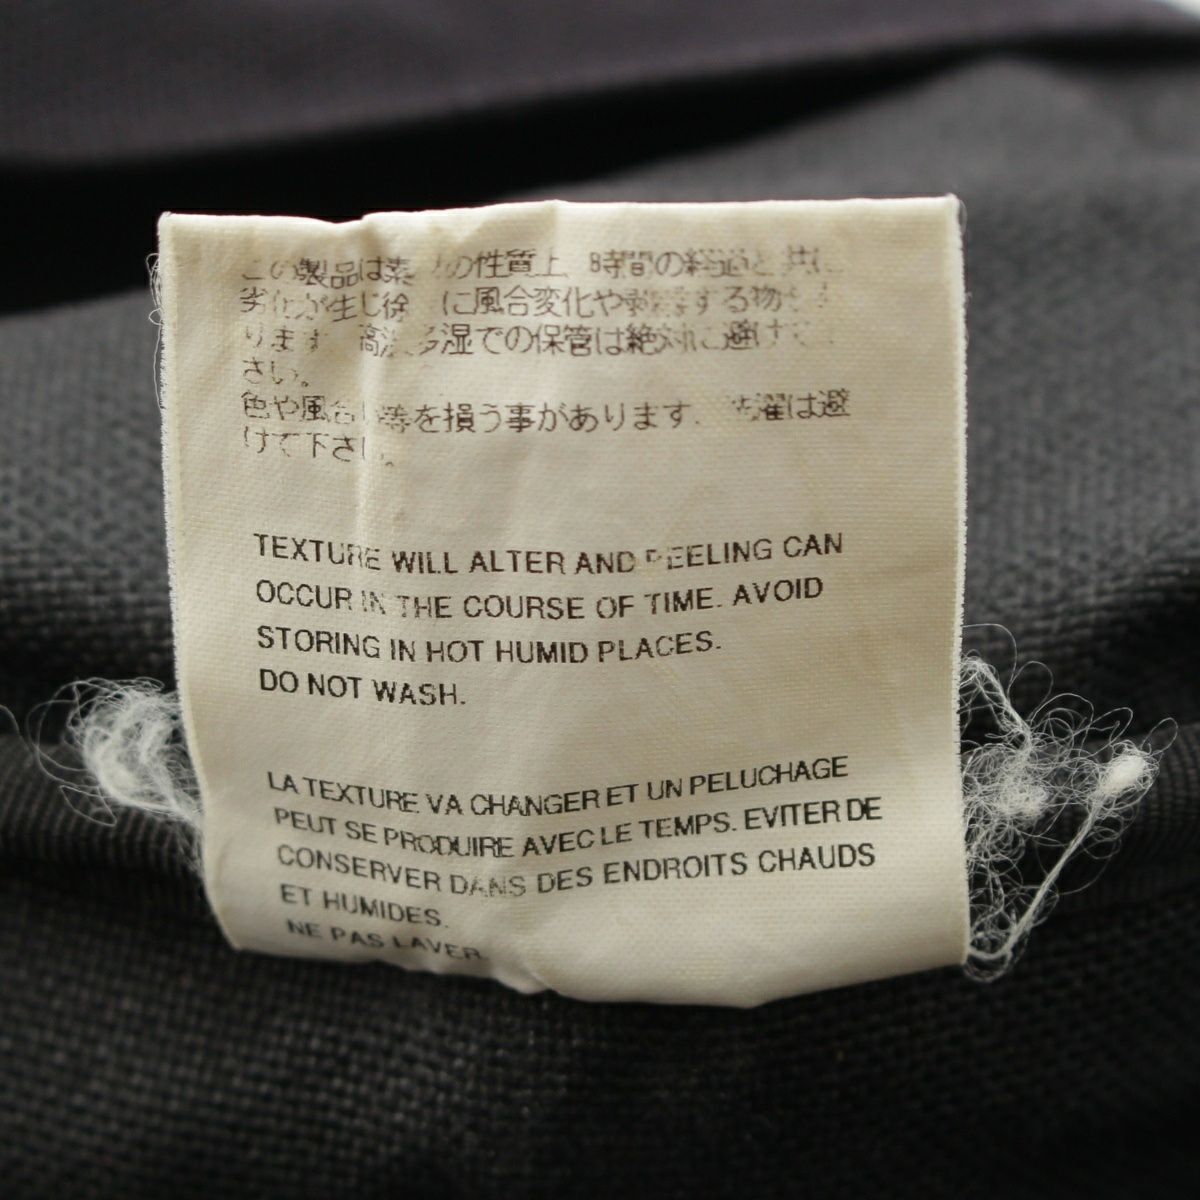 この製品は素 の性質上 時間の経過と共に
劣化が生じ徐 に風合変化や剥離する物も
ります 高温多湿での保管は絶対に避けて
さい。
色や風合い等を損う事があります 洗濯は避
けて下さい。
TEXTURE WILL ALTER AND PEELING CAN
OCCUR IN THE COURSE OF TIME. AVOID
STORING IN HOT HUMID PLACES.
DO NOT WASH.
LA TEXTURE VA CHANGER ET UN PELUCHAGE
PEUT SE PRODUIRE AVEC LE TEMPS. EVITER DE
CONSERVER DANS DES ENDROITS CHAUDS
ET HUMIDES.
NE PAS LAVER.